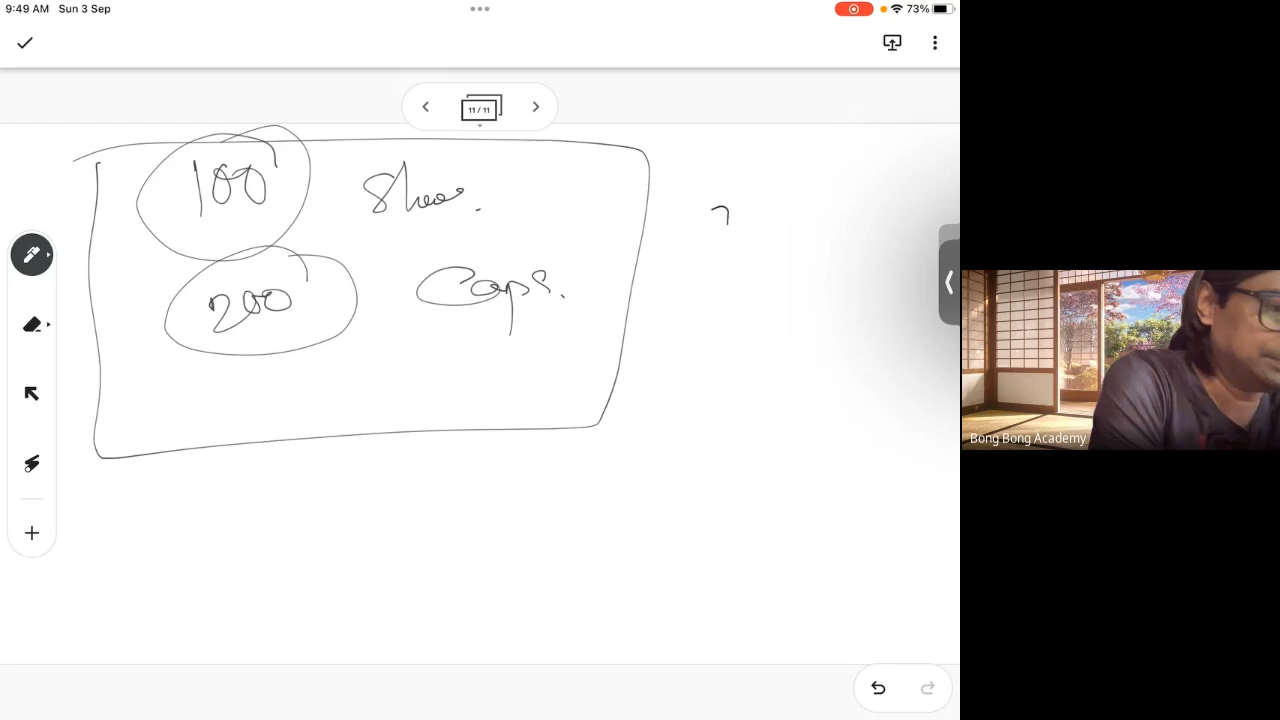 9:49 AM Sun 3 Sep
73%
11 / 11
100 Shoes.
200 Caps.
Bong Bong Academy